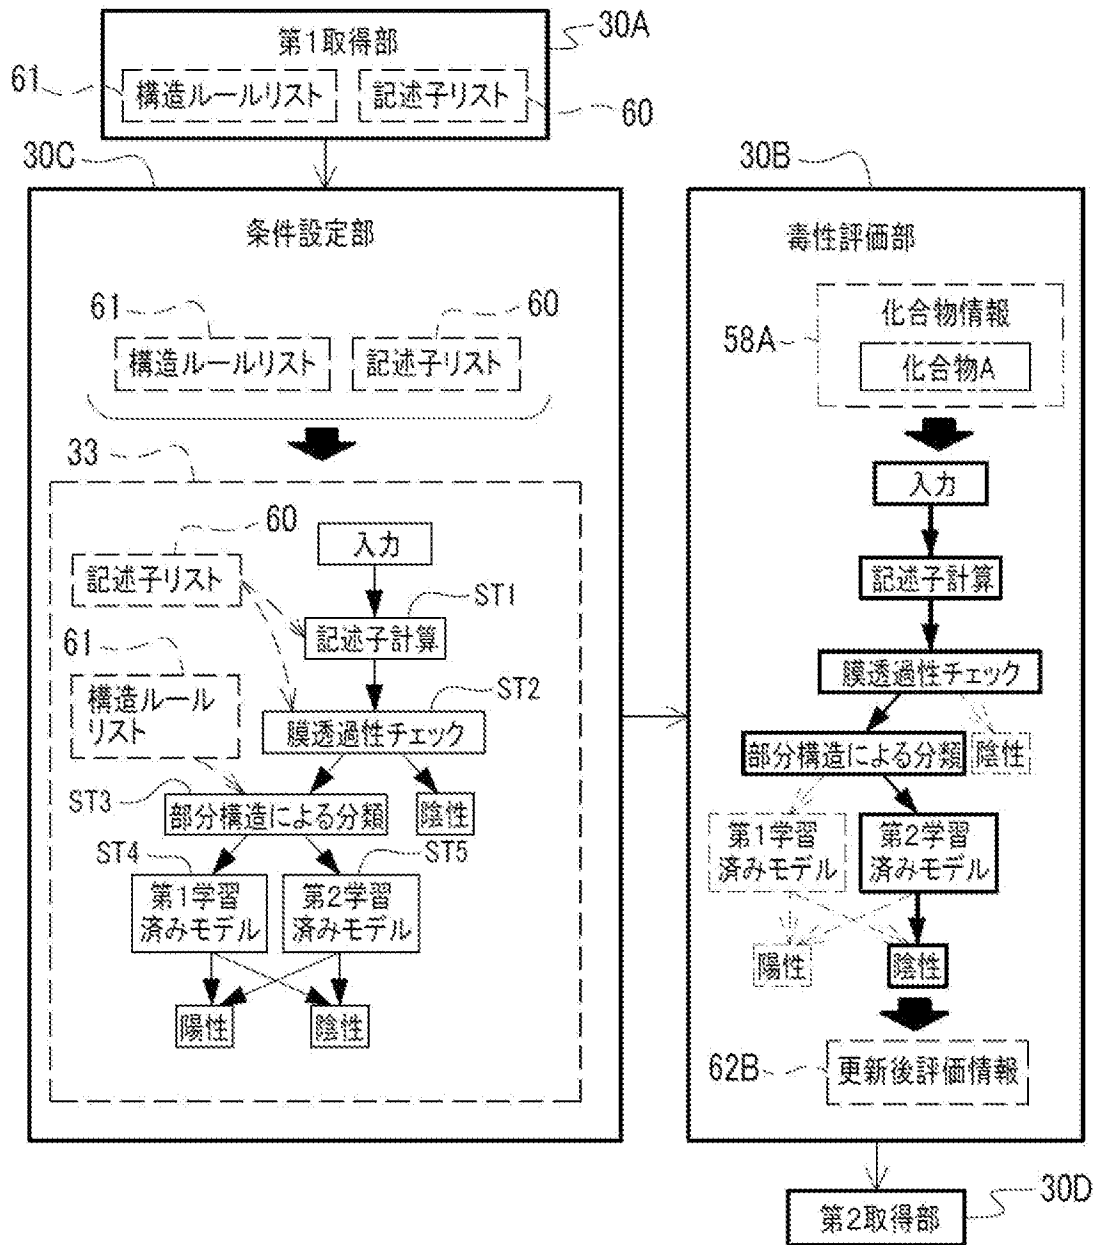 第1取得部
30A
61
構造ルールリスト
記述子リスト
60
30C
条件設定部
61
60
構造ルールリスト
記述子リスト
33
60
記述子リスト
入力
ST1
記述子計算
61
構造ルール
リスト
ST2
膜透過性チェック
ST3
部分構造による分類
陰性
ST4
ST5
第1学習
済みモデル
第2学習
済みモデル
陽性
陰性
30B
毒性評価部
58A
化合物情報
化合物A
入力
記述子計算
膜透過性チェック
部分構造による分類
陰性
第1学習
済みモデル
第2学習
済みモデル
陽性
陰性
62B
更新後評価情報
第2取得部
30D